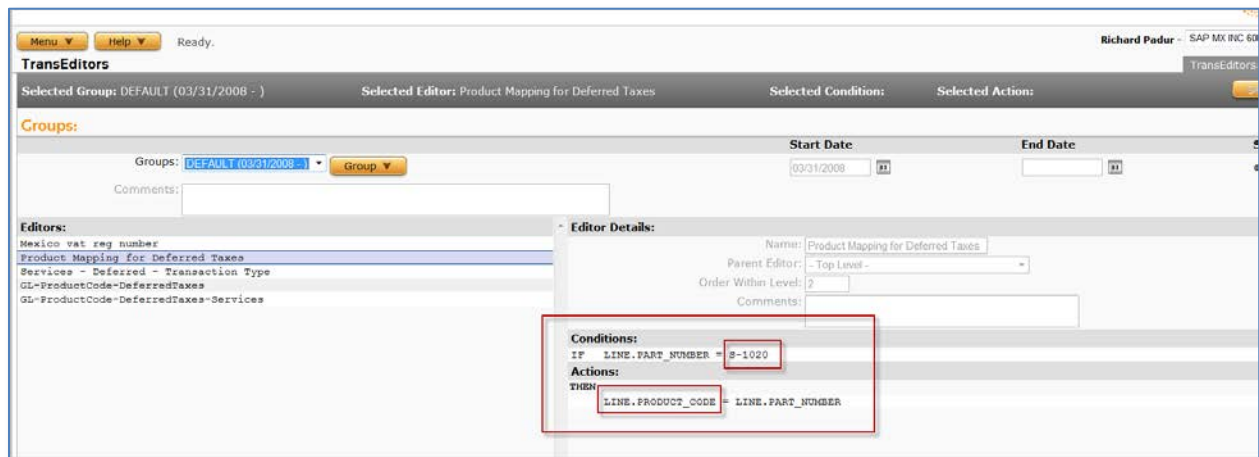 Menu ▼ Help ▼ Ready. Richard Padur - SAP MX INC
TransEditors TransEditors
Selected Group: DEFAULT (03/31/2008 - ) Selected Editor: Product Mapping for Deferred Taxes Selected Condition: Selected Action:
Groups:
Start Date End Date
Groups: DEFAULT (03/31/2008 - ) Group ▼ 03/31/2008
Comments:
Editors:
Mexico vat reg number
Product Mapping for Deferred Taxes
Services - Deferred - Transaction Type
GL-ProductCode-DeferredTaxes
GL-ProductCode-DeferredTaxes-Services
Editor Details:
Name: Product Mapping for Deferred Taxes
Parent Editor: - Top Level -
Order Within Level: 2
Comments:
Conditions:
IF LINE.PART_NUMBER = S-1020
Actions:
THEN
LINE.PRODUCT_CODE = LINE.PART_NUMBER